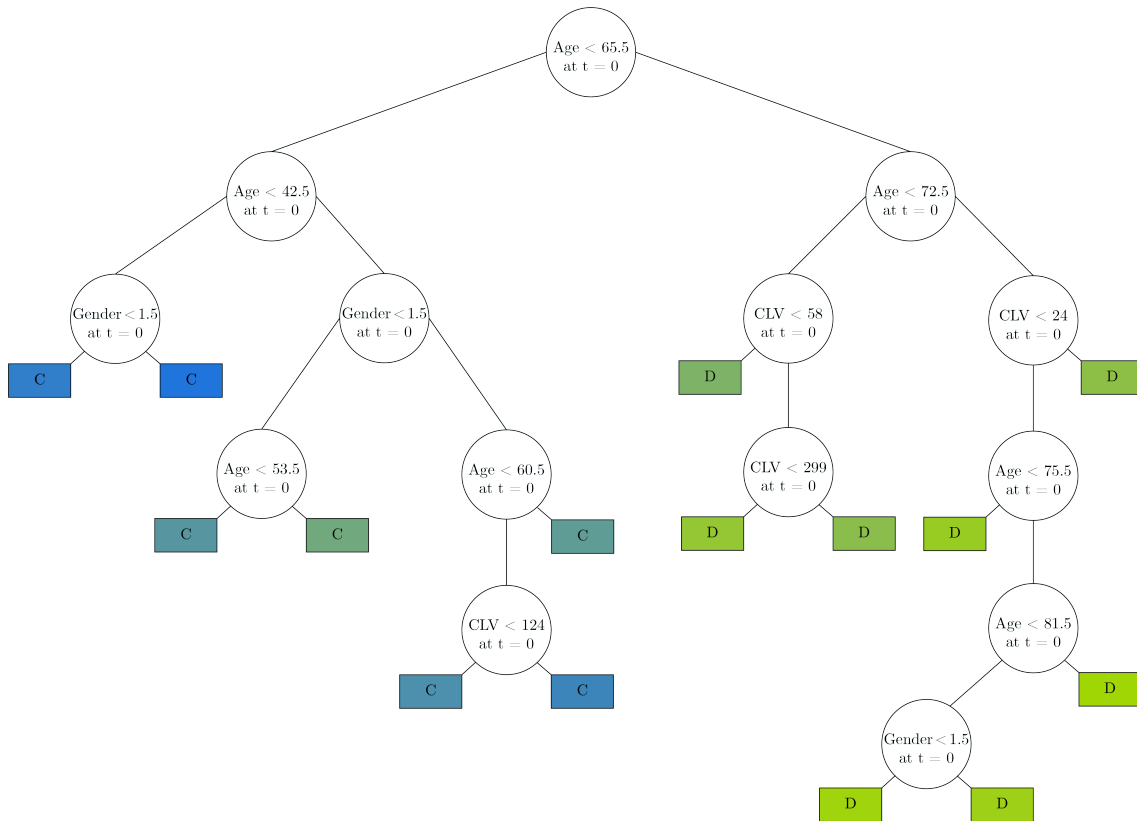 Age < 65.5
at t = 0
Age < 42.5
at t = 0
Age < 72.5
at t = 0
Gender < 1.5
at t = 0
Gender < 1.5
at t = 0
CLV < 58
at t = 0
CLV < 24
at t = 0
C
C
D
D
Age < 53.5
at t = 0
Age < 60.5
at t = 0
CLV < 299
at t = 0
Age < 75.5
at t = 0
C
C
C
D
D
D
CLV < 124
at t = 0
Age < 81.5
at t = 0
C
C
D
Gender < 1.5
at t = 0
D
D